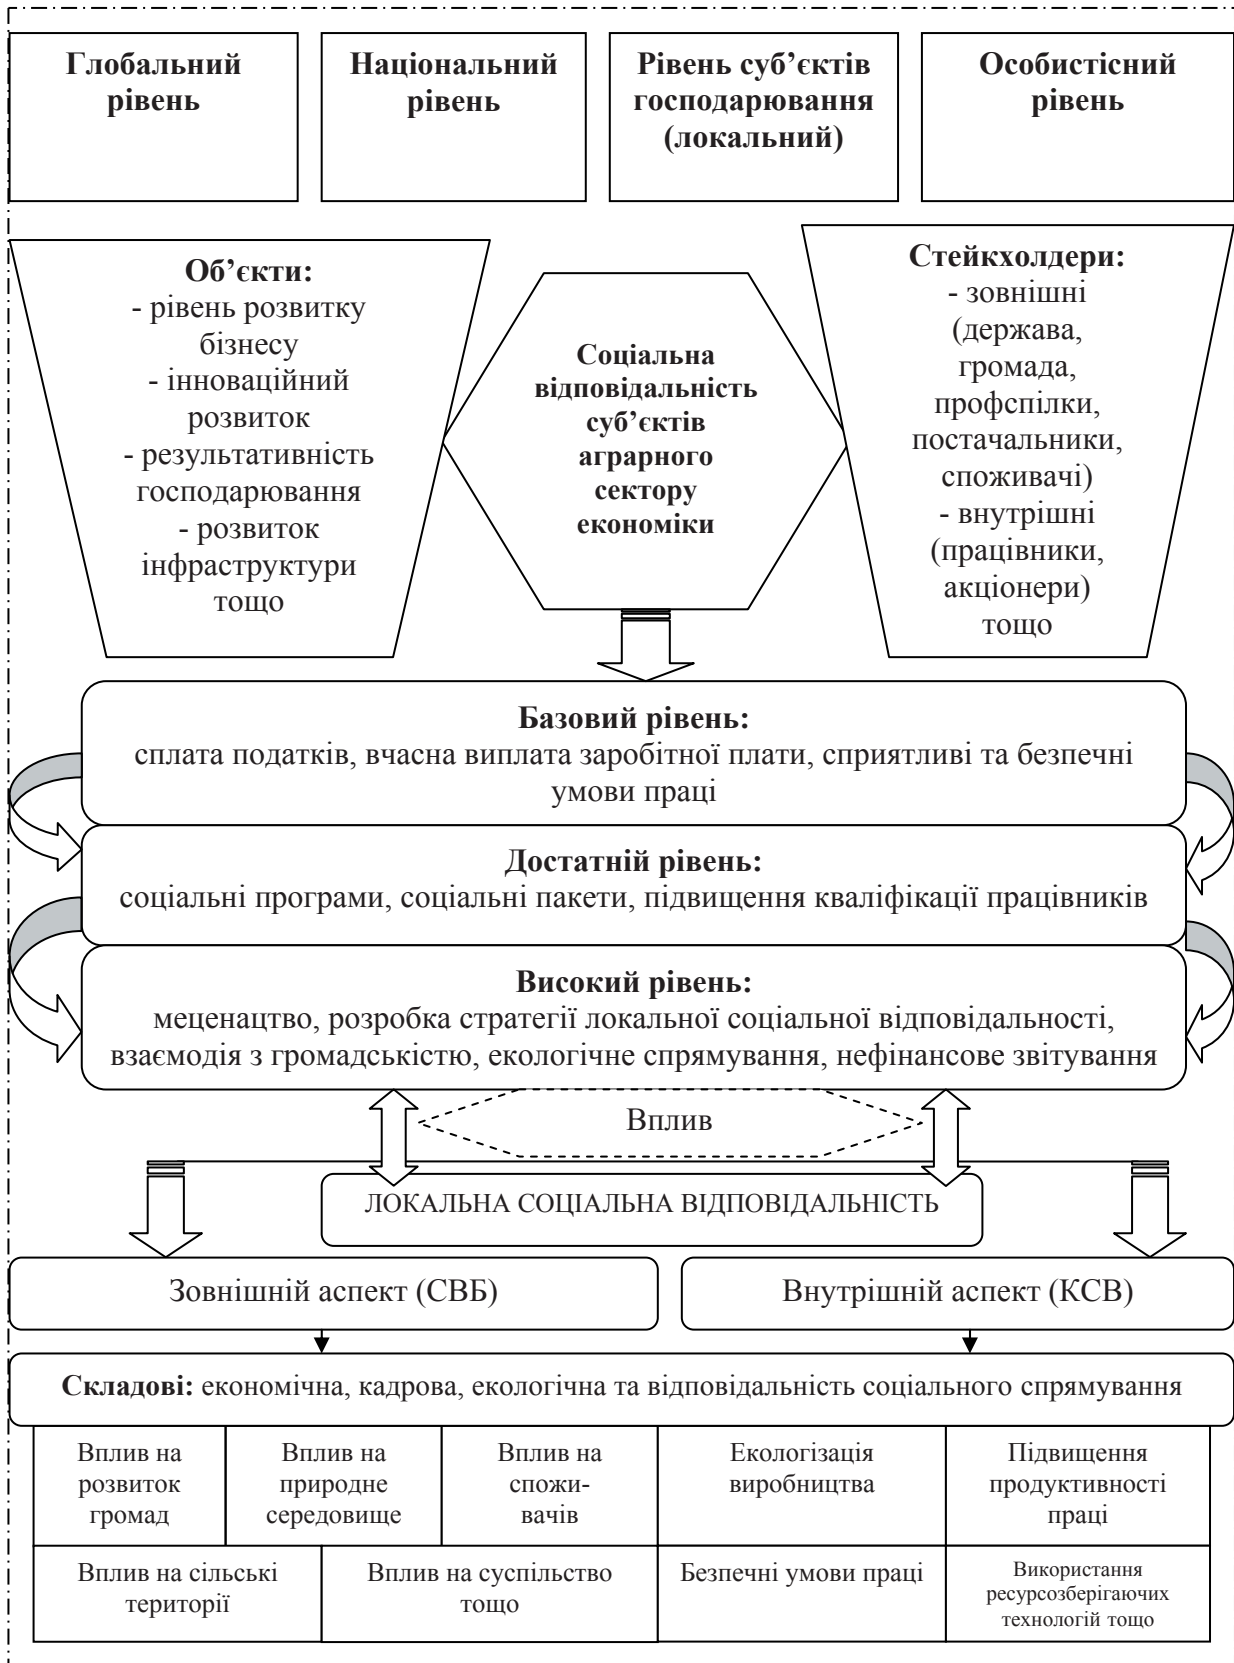 Глобальний
рівень
Національний
рівень
Рівень суб’єктів
господарювання
(локальний)
Особистісний
рівень
Об’єкти:
- рівень розвитку
бізнесу
- інноваційний
розвиток
- результативність
господарювання
- розвиток
інфраструктури
тощо
Соціальна
відповідальність
суб’єктів
аграрного
сектору
економіки
Стейкхолдери:
- зовнішні
(держава,
громада,
профспілки,
постачальники,
споживачі)
- внутрішні
(працівники,
акціонери)
тощо
Базовий рівень:
сплата податків, вчасна виплата заробітної плати, сприятливі та безпечні
умови праці
Достатній рівень:
соціальні програми, соціальні пакети, підвищення кваліфікації працівників
Високий рівень:
меценацтво, розробка стратегії локальної соціальної відповідальності,
взаємодія з громадськістю, екологічне спрямування, нефінансове звітування
Вплив
ЛОКАЛЬНА СОЦІАЛЬНА ВІДПОВІДАЛЬНІСТЬ
Зовнішній аспект (СВБ)
Внутрішній аспект (КСВ)
Складові: економічна, кадрова, екологічна та відповідальність соціального спрямування
Вплив на
розвиток
громад
Вплив на
природне
середовище
Вплив на
спожи-
вачів
Екологізація
виробництва
Підвищення
продуктивності
праці
Вплив на сільські
території
Вплив на суспільство
тощо
Безпечні умови праці
Використання
ресурсозберігаючих
технологій тощо